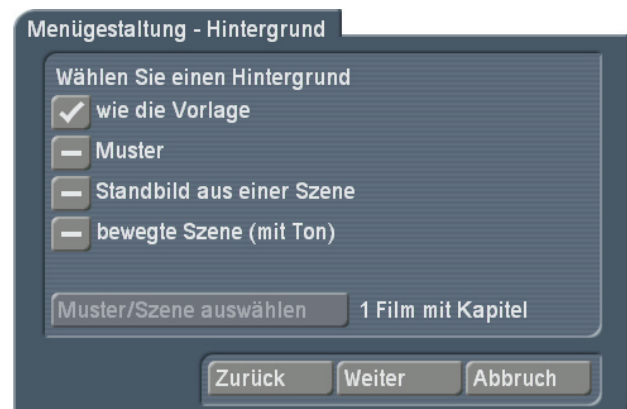 Menügestaltung - Hintergrund
Wählen Sie einen Hintergrund
wie die Vorlage
Muster
Standbild aus einer Szene
bewegte Szene (mit Ton)
Muster/Szene auswählen 1 Film mit Kapitel
Zurück Weiter Abbruch